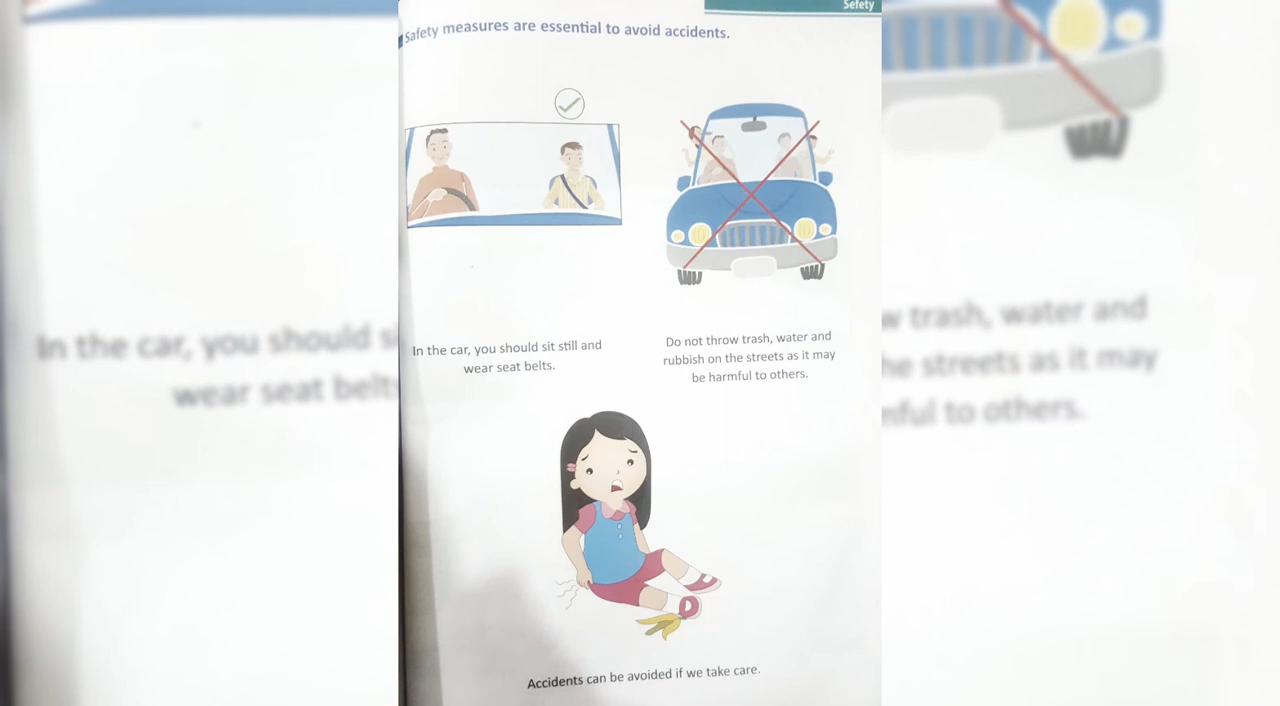 Sefety
Safety measures are essential to avoid accidents.
In the car, you should sit still and
wear seat belts.
Do not throw trash, water and
rubbish on the streets as it may
be harmful to others.
Accidents can be avoided if we take care.